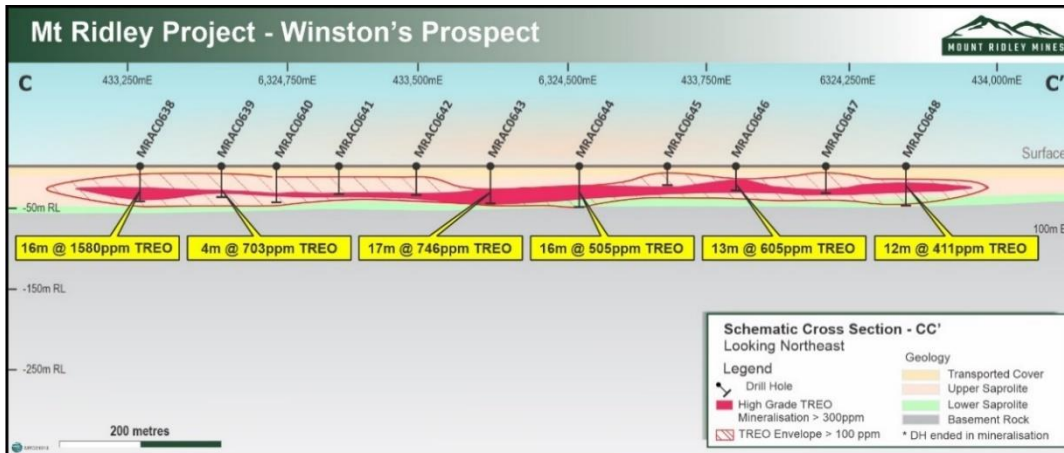 Mt Ridley Project - Winston's Prospect
MOUNT RIDLEY MINES
C
433,250mE
6,324,750mE
433,500mE
6,324,500mE
433,750mE
6324,250mE
434,000mE
C'
MRAC0638
MRAC0639
MRAC0640
MRAC0641
MRAC0642
MRAC0643
MRAC0644
MRAC0645
MRAC0646
MRAC0647
MRAC0648
Surface
-50m RL
16m @ 1580ppm TREO
4m @ 703ppm TREO
17m @ 746ppm TREO
16m @ 505ppm TREO
13m @ 605ppm TREO
12m @ 411ppm TREO
100m E
-150m RL
-250m RL
200 metres
Schematic Cross Section - CC'
Looking Northeast
Legend
Drill Hole
High Grade TREO
Mineralisation > 300ppm
TREO Envelope > 100 ppm
Geology
Transported Cover
Upper Saprolite
Lower Saprolite
Basement Rock
* DH ended in mineralisation